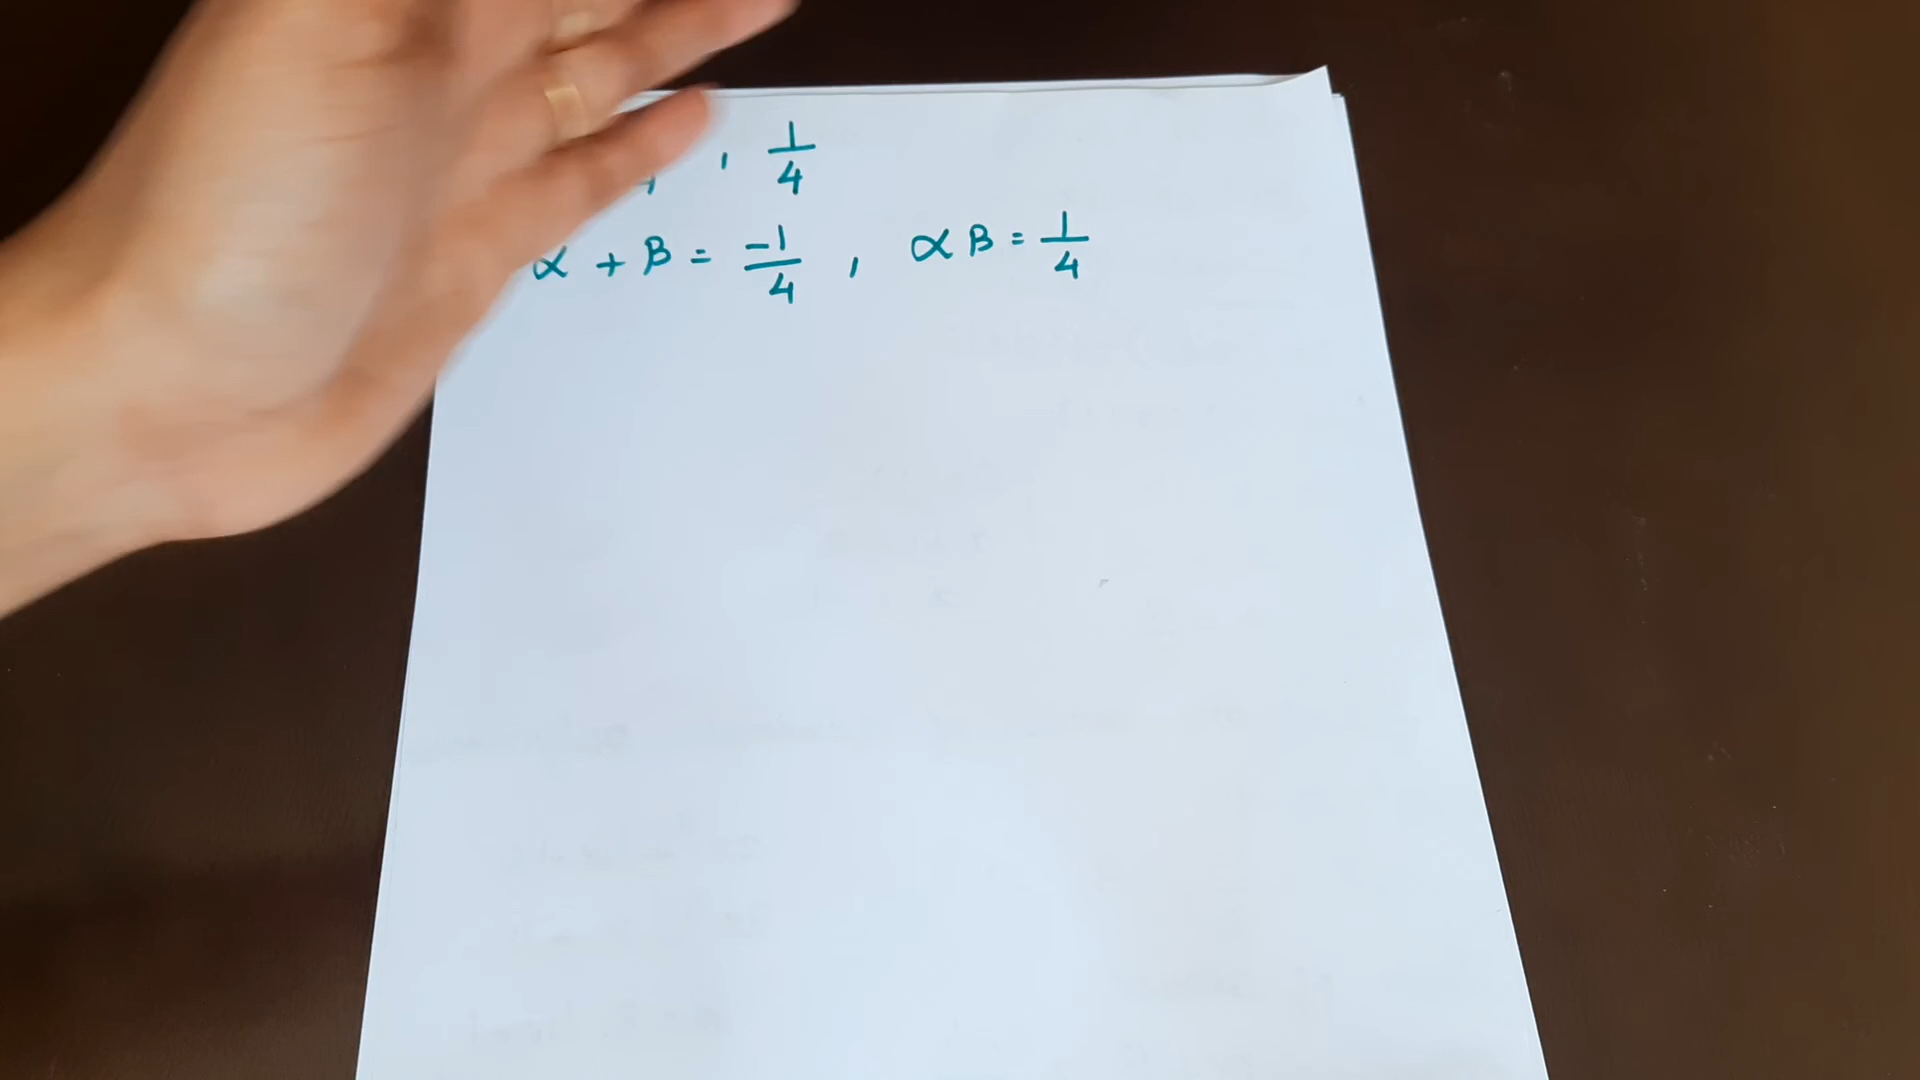 , 1/4
α + β = -1/4 , αβ = 1/4